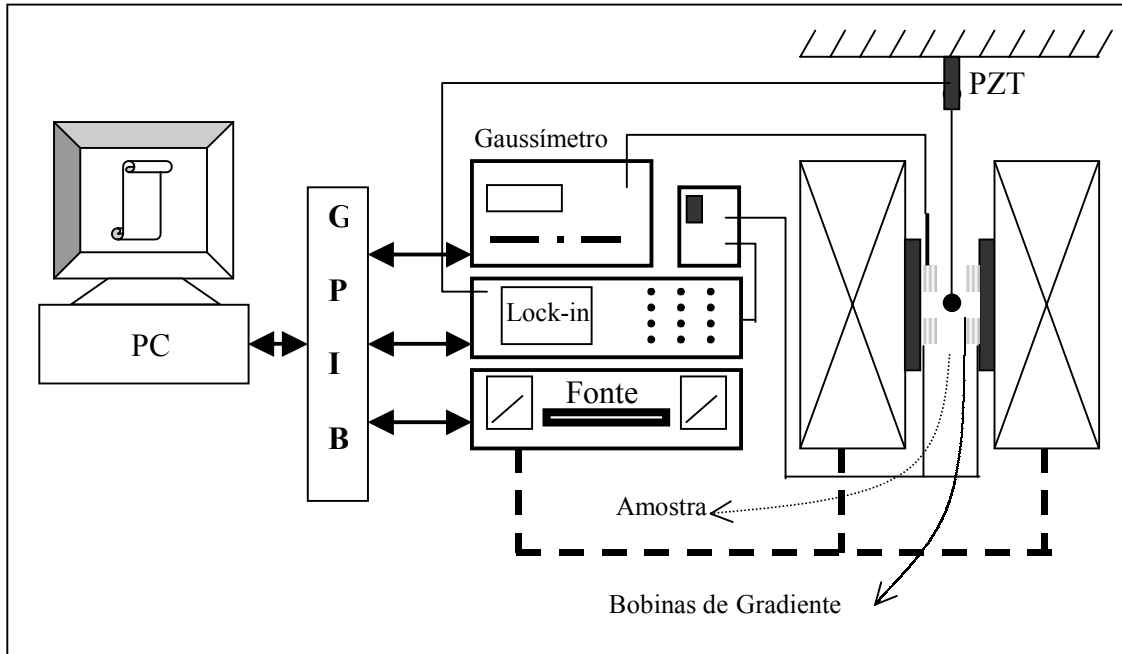 PZT
Gaussímetro
G
P
I
B
Lock-in
PC
Fonte
Amostra
Bobinas de Gradiente